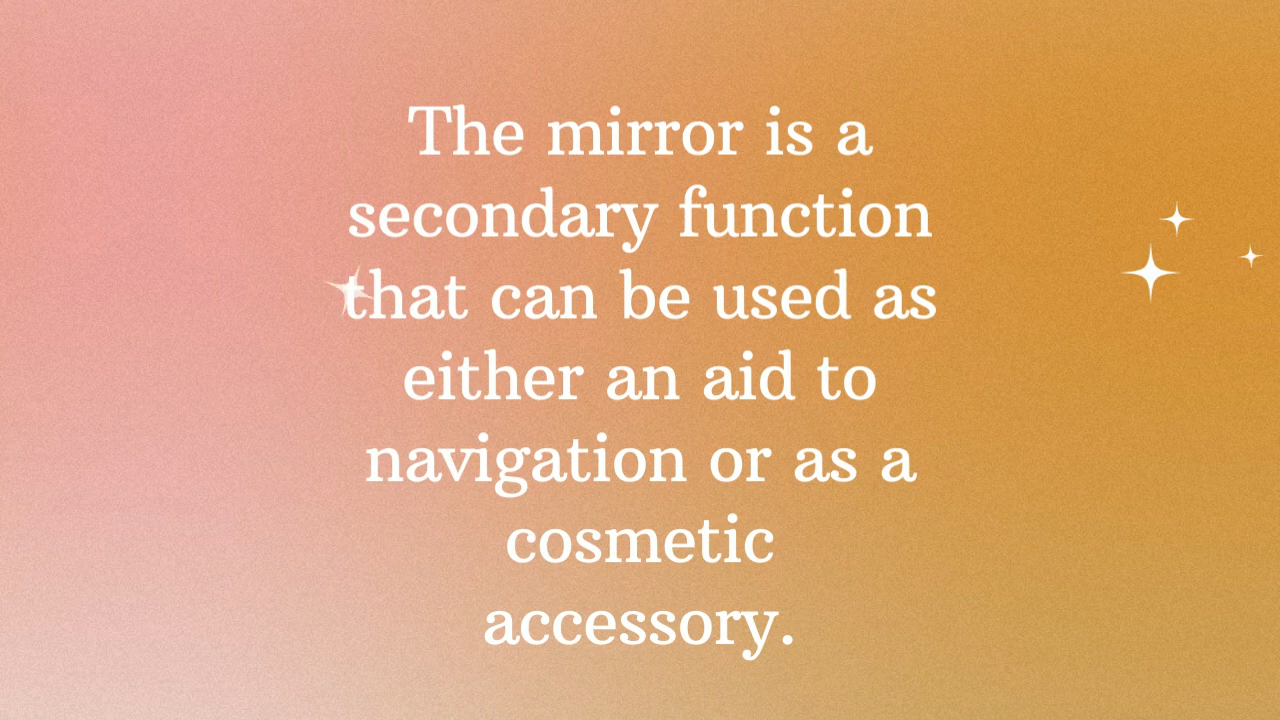 The mirror is a
secondary function
that can be used as
either an aid to
navigation or as a
cosmetic
accessory.